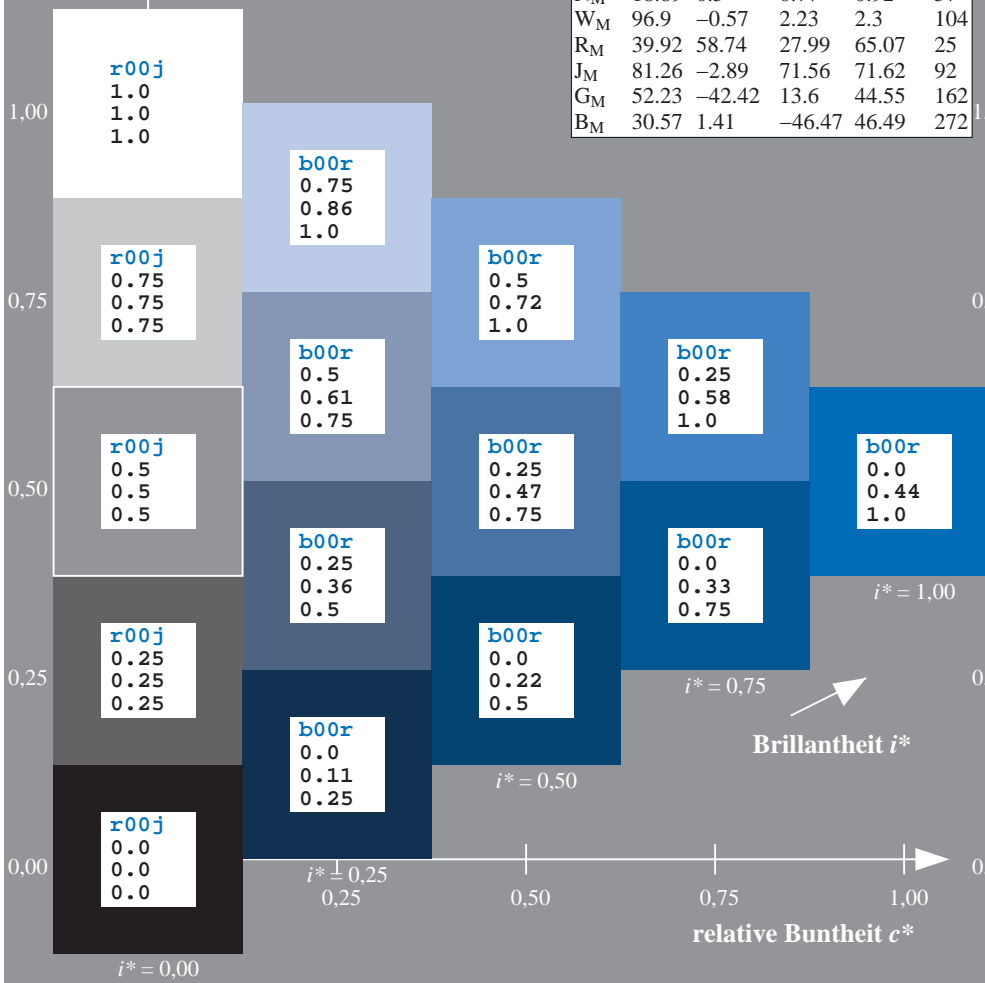 W_M 96.9 −0.57 2.23 2.3 104
R_M 39.92 58.74 27.99 65.07 25
J_M 81.26 −2.89 71.56 71.62 92
G_M 52.23 −42.42 13.6 44.55 162
B_M 30.57 1.41 −46.47 46.49 272
1,00
0,75
0,50
0,25
0,00
r00j
1.0
1.0
1.0
r00j
0.75
0.75
0.75
r00j
0.5
0.5
0.5
r00j
0.25
0.25
0.25
r00j
0.0
0.0
0.0
i* = 0,00
b00r
0.75
0.86
1.0
b00r
0.5
0.61
0.75
b00r
0.25
0.36
0.5
b00r
0.0
0.11
0.25
i* = 0,25
b00r
0.5
0.72
1.0
b00r
0.25
0.47
0.75
b00r
0.0
0.22
0.5
i* = 0,50
b00r
0.25
0.58
1.0
b00r
0.0
0.33
0.75
i* = 0,75
b00r
0.0
0.44
1.0
i* = 1,00
Brillantheit i*
0,25 0,50 0,75 1,00
relative Buntheit c*